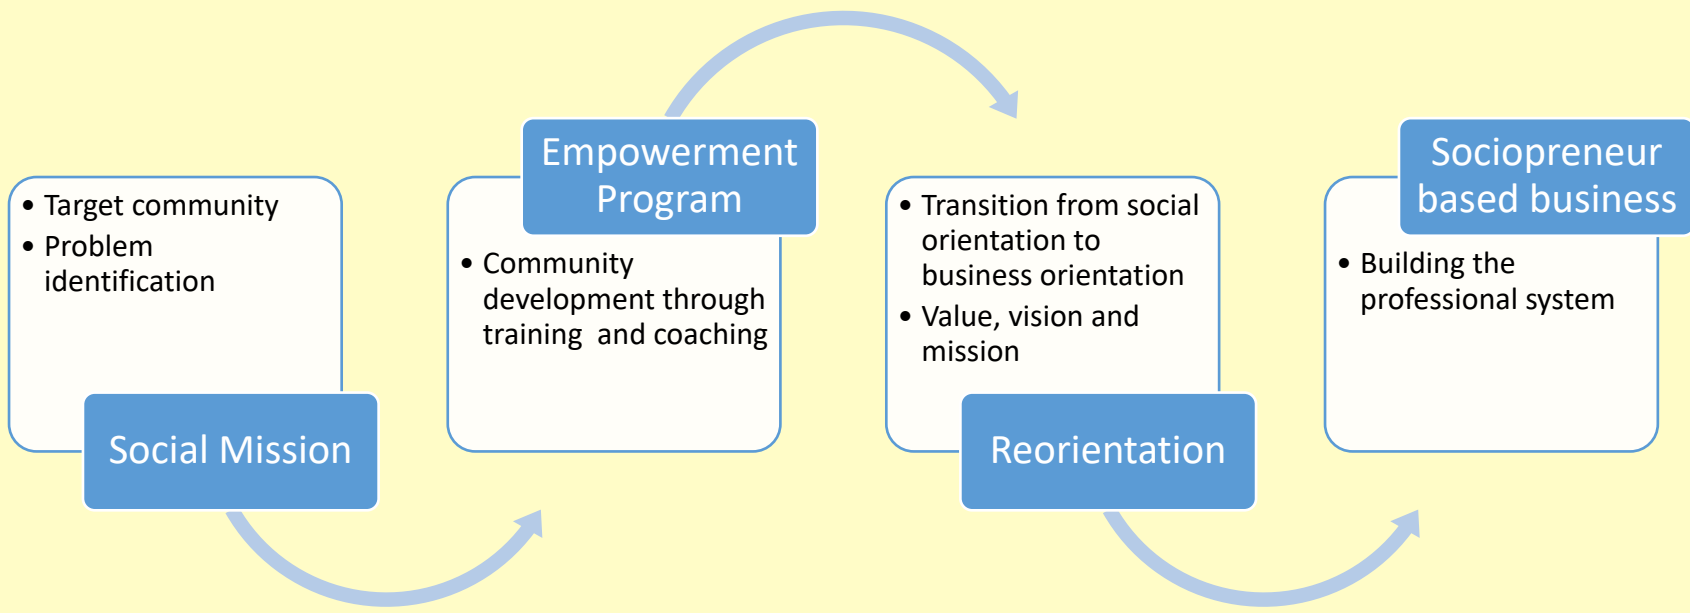 • Target community
• Problem
identification
Social Mission
Empowerment
Program
• Community
development through
training  and coaching
• Transition from social
orientation to
business orientation
• Value, vision and
mission
Reorientation
Sociopreneur
based business
• Building the
professional system